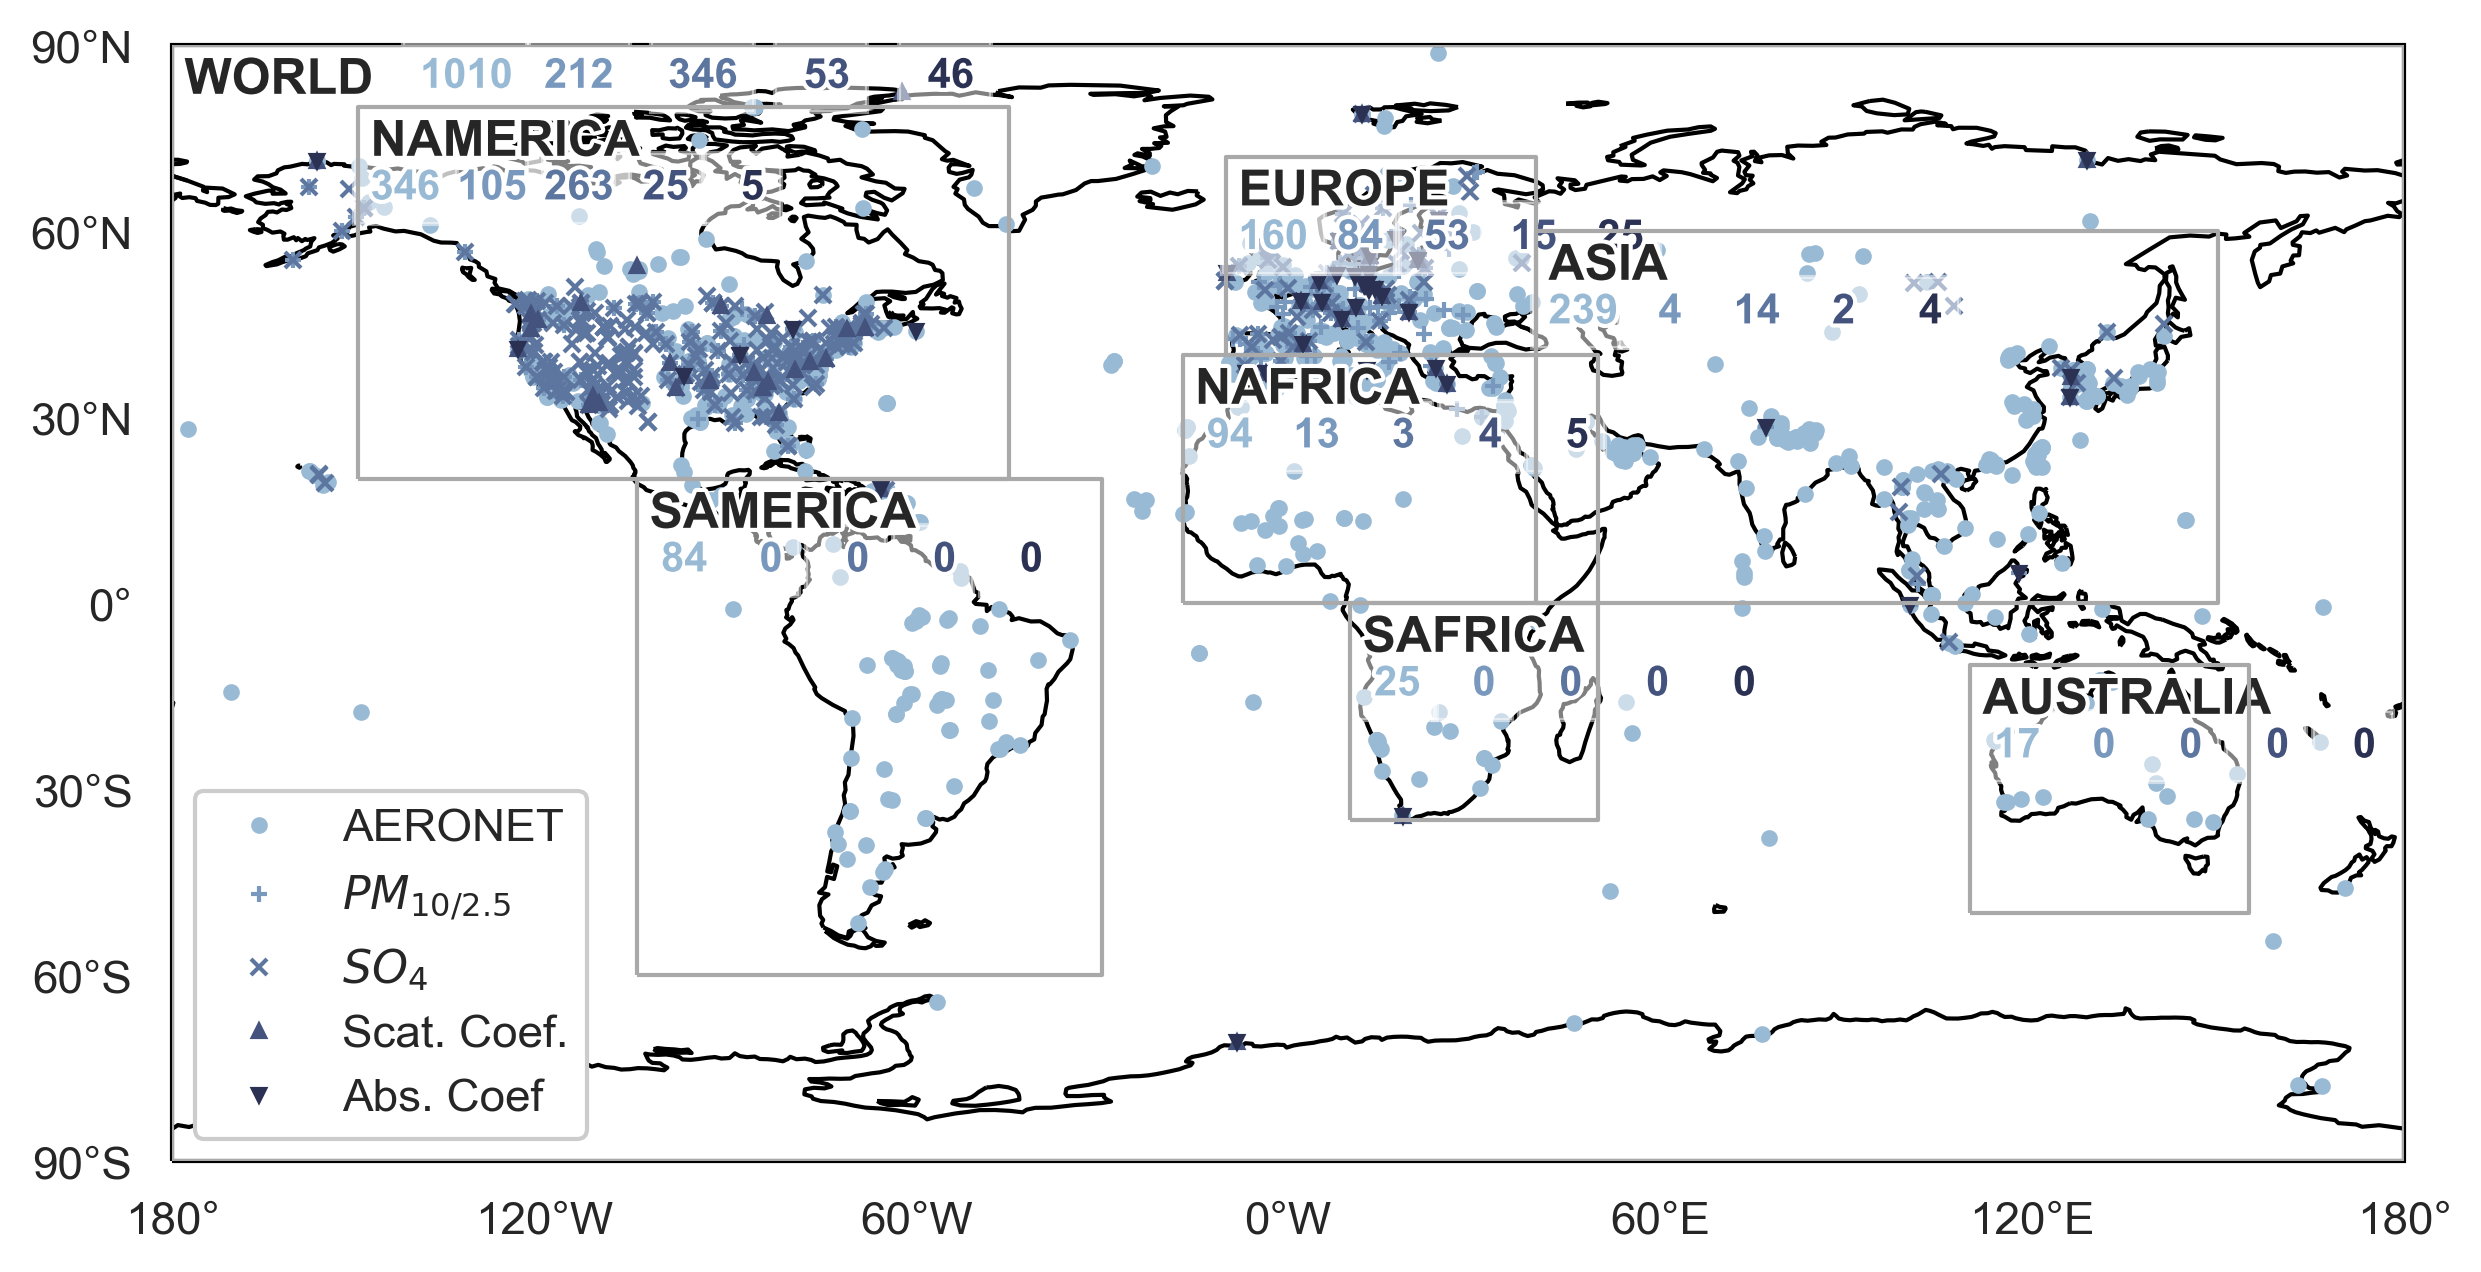 90°N
WORLD 1010 212 346 53 46
NAMERICA
346 105 263 25 5
EUROPE
160 84 53 15 25
60°N
ASIA
239 4 14 2 4
NAFRICA
94 13 3 4 5
30°N
SAMERICA
84 0 0 0 0
0°
SAFRICA
25 0 0 0 0
AUSTRALIA
17 0 0 0 0
30°S
AERONET
PM10/2.5
SO4
60°S
Scat. Coef.
Abs. Coef
90°S
180° 120°W 60°W 0°W 60°E 120°E 180°